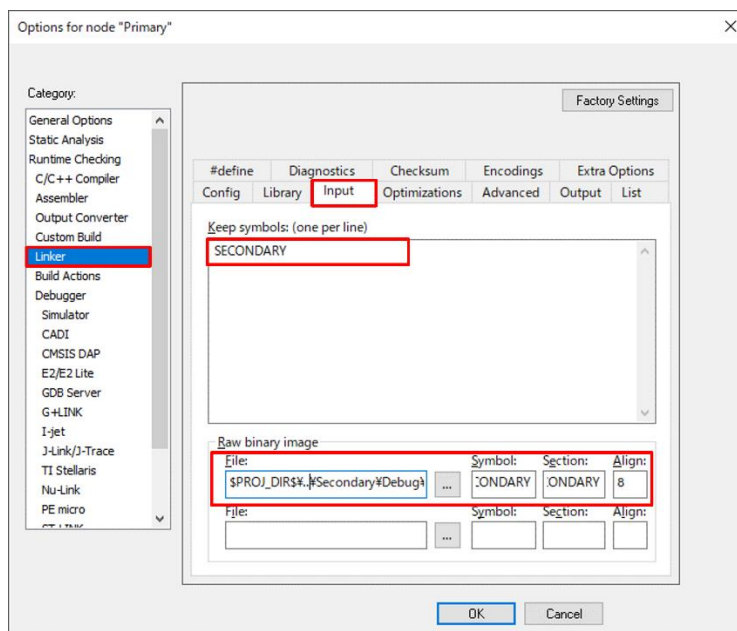 Options for node "Primary"
Category:
General Options
Static Analysis
Runtime Checking
C/C++ Compiler
Assembler
Output Converter
Custom Build
Linker
Build Actions
Debugger
Simulator
CADI
CMSIS DAP
E2/E2 Lite
GDB Server
G+LINK
I-jet
J-Link/J-Trace
TI Stellaris
Nu-Link
PE micro
ST-LINK
Factory Settings
#define Diagnostics Checksum Encodings Extra Options
Config Library Input Optimizations Advanced Output List
Keep symbols: (one per line)
SECONDARY
Raw binary image
File: Symbol: Section: Align:
$PROJ_DIR$¥..¥Secondary¥Debug¥ ... CONDARY CONDARY 8
File: Symbol: Section: Align:
...
OK Cancel